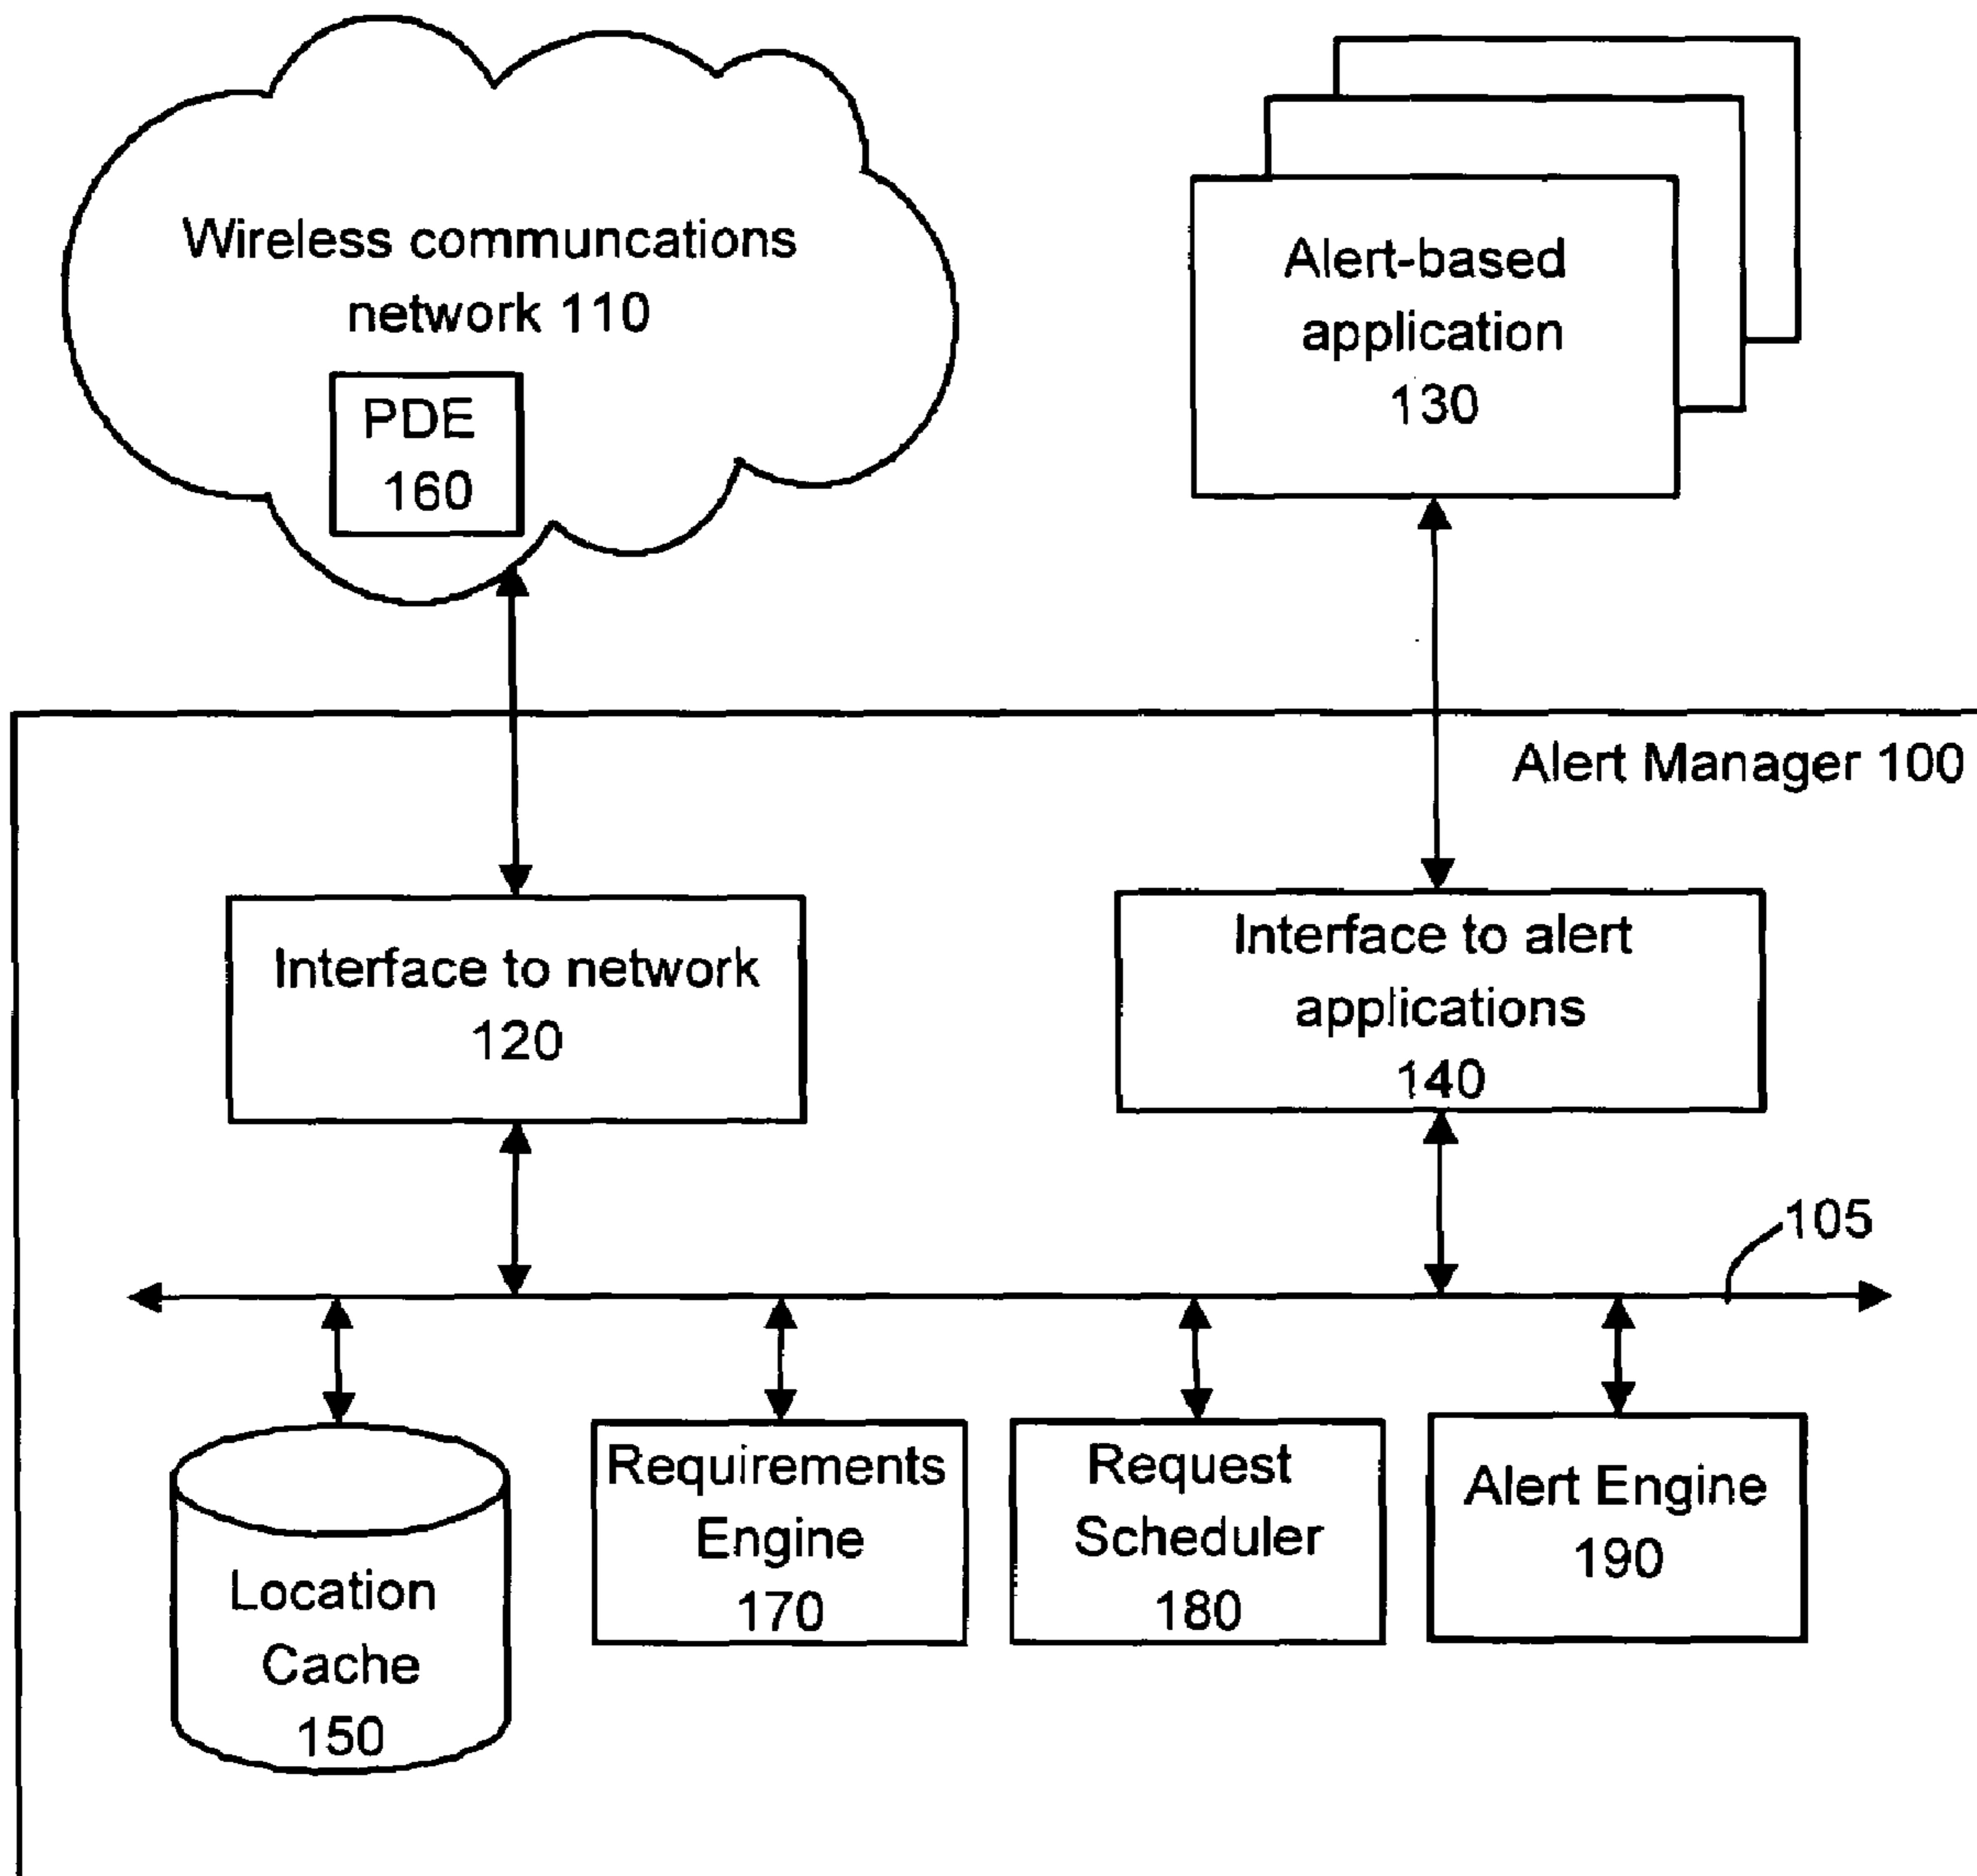 Wireless communcations
network 110
PDE
160
Alert-based
application
130
Alert Manager 100
Interface to network
120
Interface to alert
applications
140
105
Location
Cache
150
Requirements
Engine
170
Request
Scheduler
180
Alert Engine
190